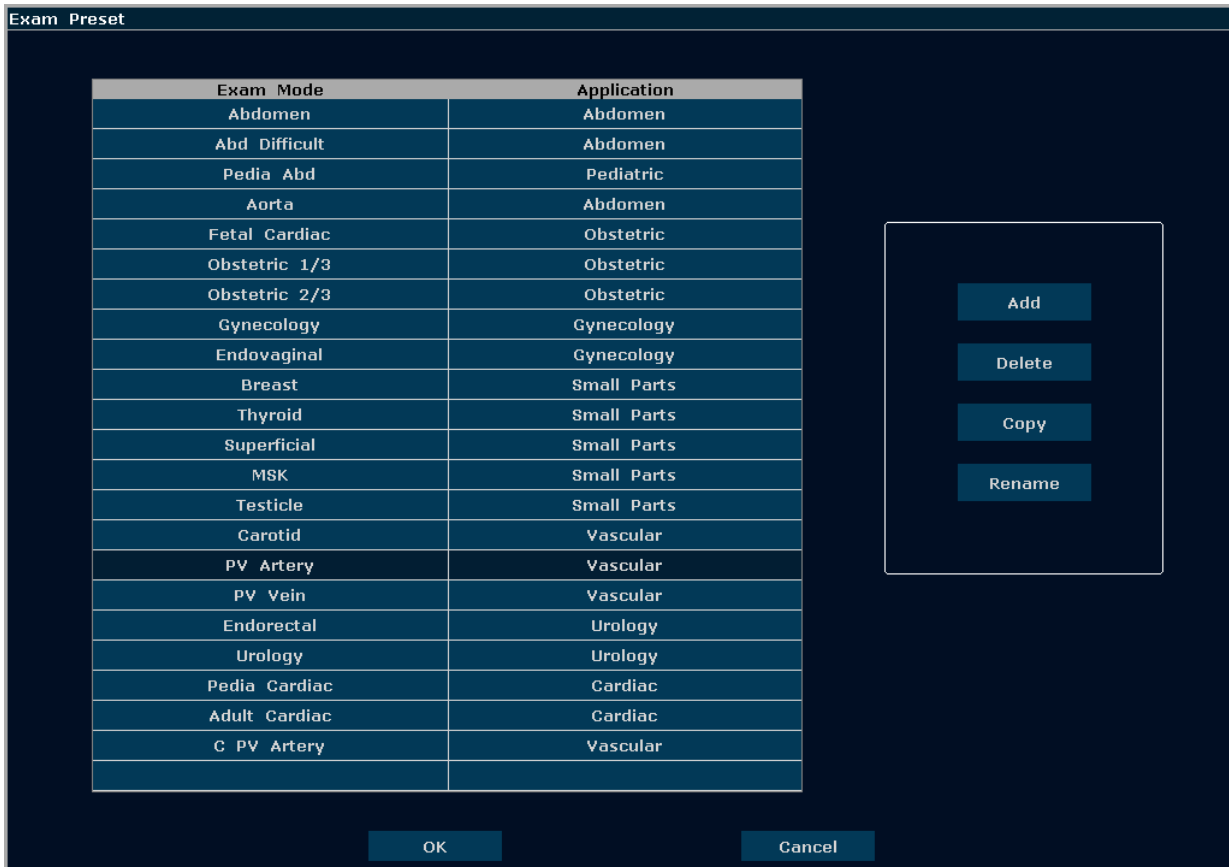 Exam Preset
Exam Mode Application
Abdomen Abdomen
Abd Difficult Abdomen
Pedia Abd Pediatric
Aorta Abdomen
Fetal Cardiac Obstetric
Obstetric 1/3 Obstetric
Obstetric 2/3 Obstetric
Gynecology Gynecology
Endovaginal Gynecology
Breast Small Parts
Thyroid Small Parts
Superficial Small Parts
MSK Small Parts
Testicle Small Parts
Carotid Vascular
PV Artery Vascular
PV Vein Vascular
Endorectal Urology
Urology Urology
Pedia Cardiac Cardiac
Adult Cardiac Cardiac
C PV Artery Vascular
Add
Delete
Copy
Rename
OK Cancel